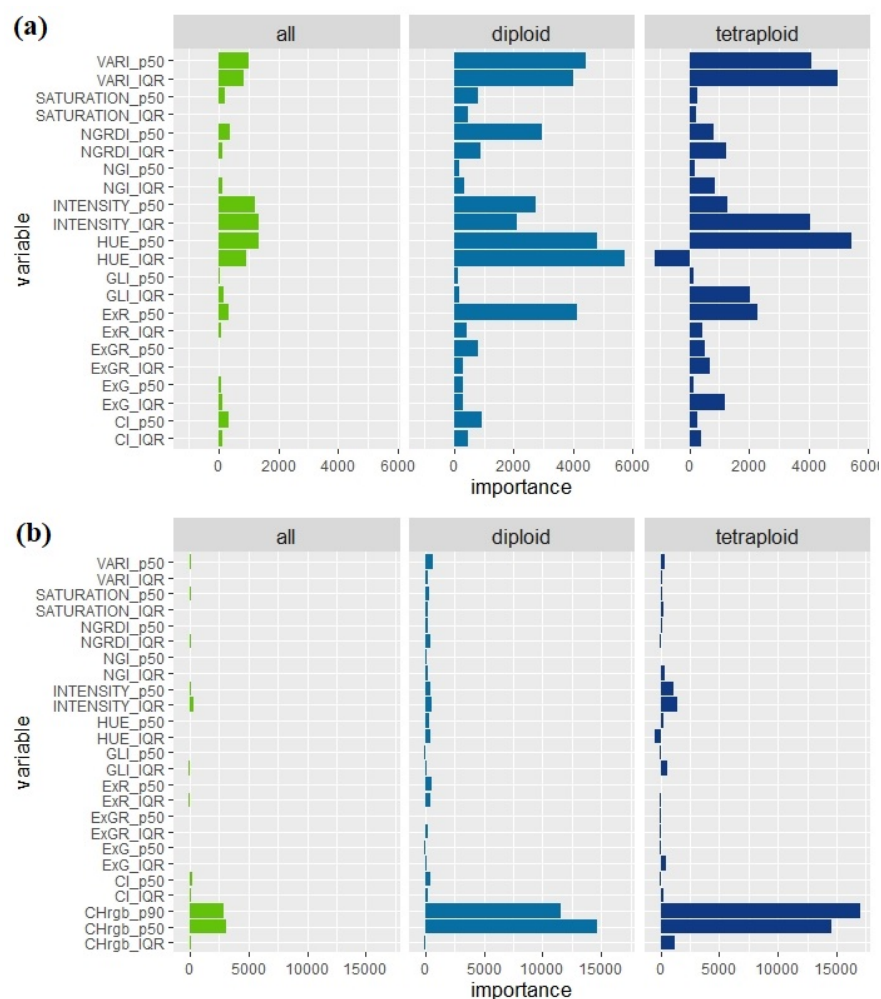 (a)
all
diploid
tetraploid
VARI_p50
VARI_IQR
SATURATION_p50
SATURATION_IQR
NGRDI_p50
NGRDI_IQR
NGI_p50
NGI_IQR
INTENSITY_p50
INTENSITY_IQR
HUE_p50
HUE_IQR
GLI_p50
GLI_IQR
ExR_p50
ExR_IQR
ExGR_p50
ExGR_IQR
ExG_p50
ExG_IQR
CI_p50
CI_IQR
variable
0 2000 4000 6000 0 2000 4000 6000 0 2000 4000 6000
importance
(b)
all
diploid
tetraploid
VARI_p50
VARI_IQR
SATURATION_p50
SATURATION_IQR
NGRDI_p50
NGRDI_IQR
NGI_p50
NGI_IQR
INTENSITY_p50
INTENSITY_IQR
HUE_p50
HUE_IQR
GLI_p50
GLI_IQR
ExR_p50
ExR_IQR
ExGR_p50
ExGR_IQR
ExG_p50
ExG_IQR
CI_p50
CI_IQR
CHrgb_p90
CHrgb_p50
CHrgb_IQR
variable
0 5000 10000 15000 0 5000 10000 15000 0 5000 10000 15000
importance